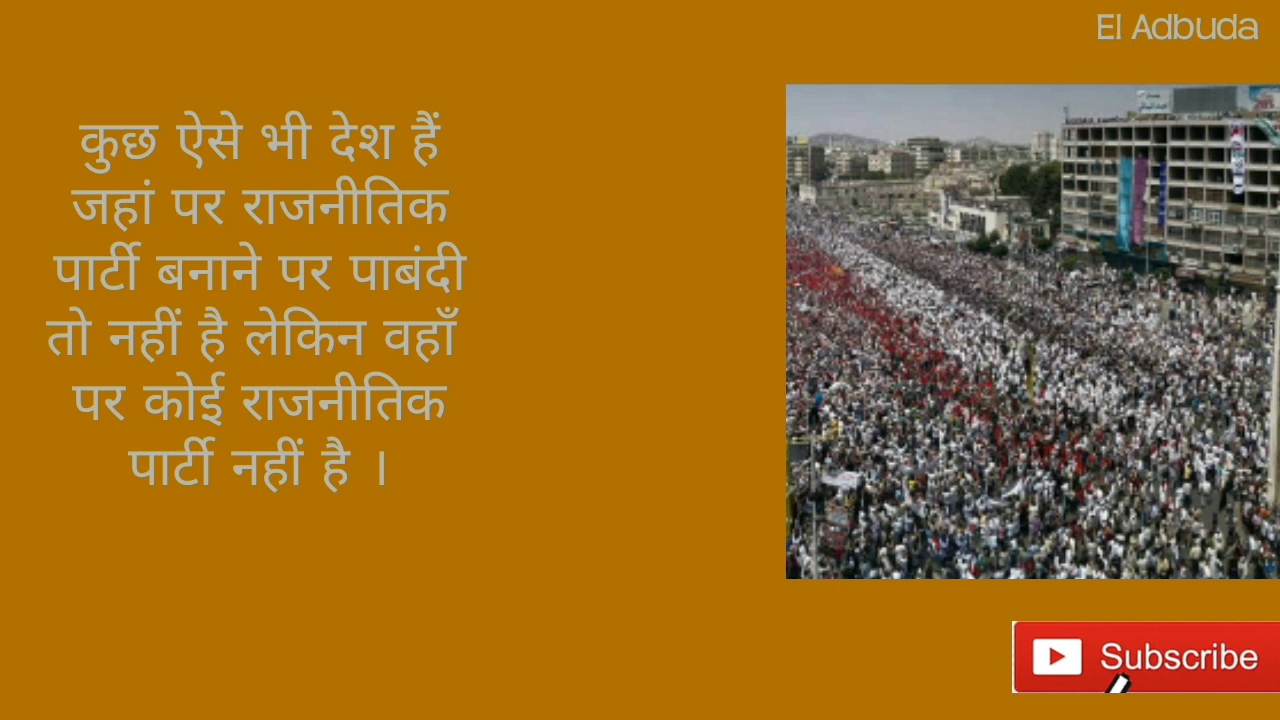 El Adbuda
कुछ ऐसे भी देश हैं
जहां पर राजनीतिक
पार्टी बनाने पर पाबंदी
तो नहीं है लेकिन वहाँ
पर कोई राजनीतिक
पार्टी नहीं है ।
Subscribe